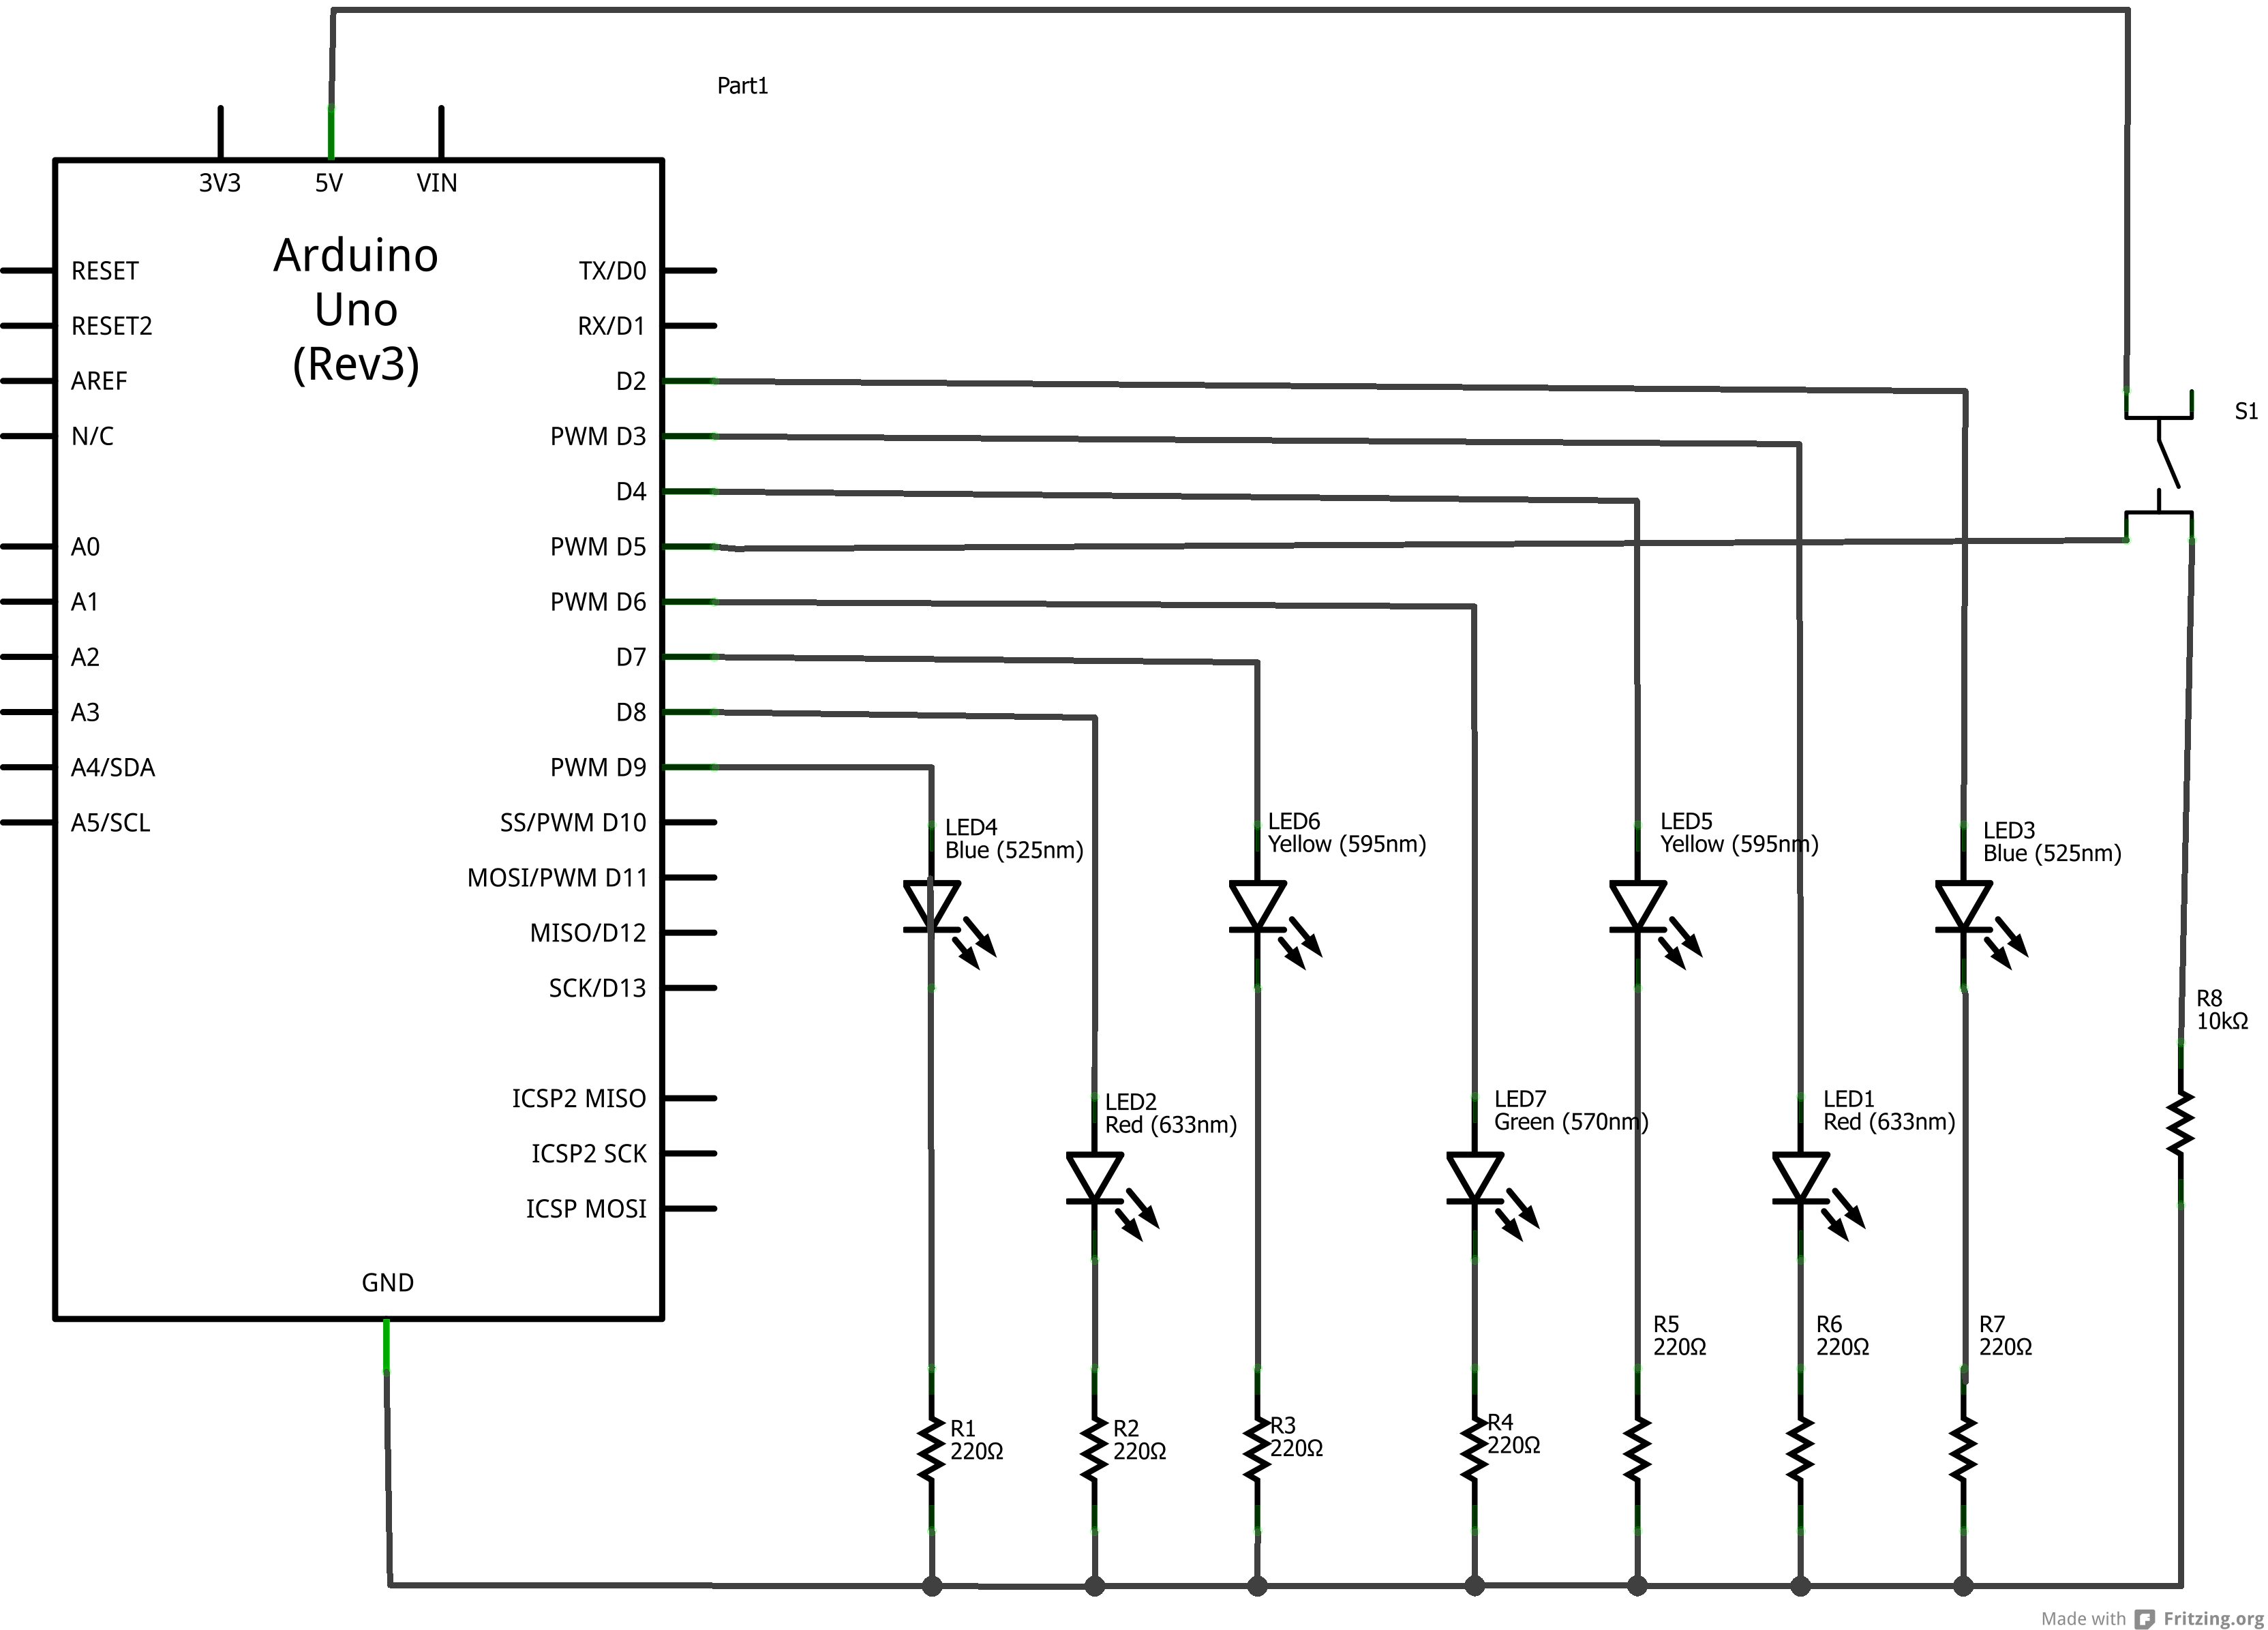 Part1
3V3
5V
VIN
Arduino
Uno
(Rev3)
RESET
RESET2
AREF
N/C
A0
A1
A2
A3
A4/SDA
A5/SCL
TX/D0
RX/D1
D2
PWM D3
D4
PWM D5
PWM D6
D7
D8
PWM D9
SS/PWM D10
MOSI/PWM D11
MISO/D12
SCK/D13
ICSP2 MISO
ICSP2 SCK
ICSP MOSI
GND
S1
LED4
Blue (525nm)
LED6
Yellow (595nm)
LED5
Yellow (595nm)
LED3
Blue (525nm)
LED2
Red (633nm)
LED7
Green (570nm)
LED1
Red (633nm)
R8
10kΩ
R1
220Ω
R2
220Ω
R3
220Ω
R4
220Ω
R5
220Ω
R6
220Ω
R7
220Ω
Made with Fritzing.org